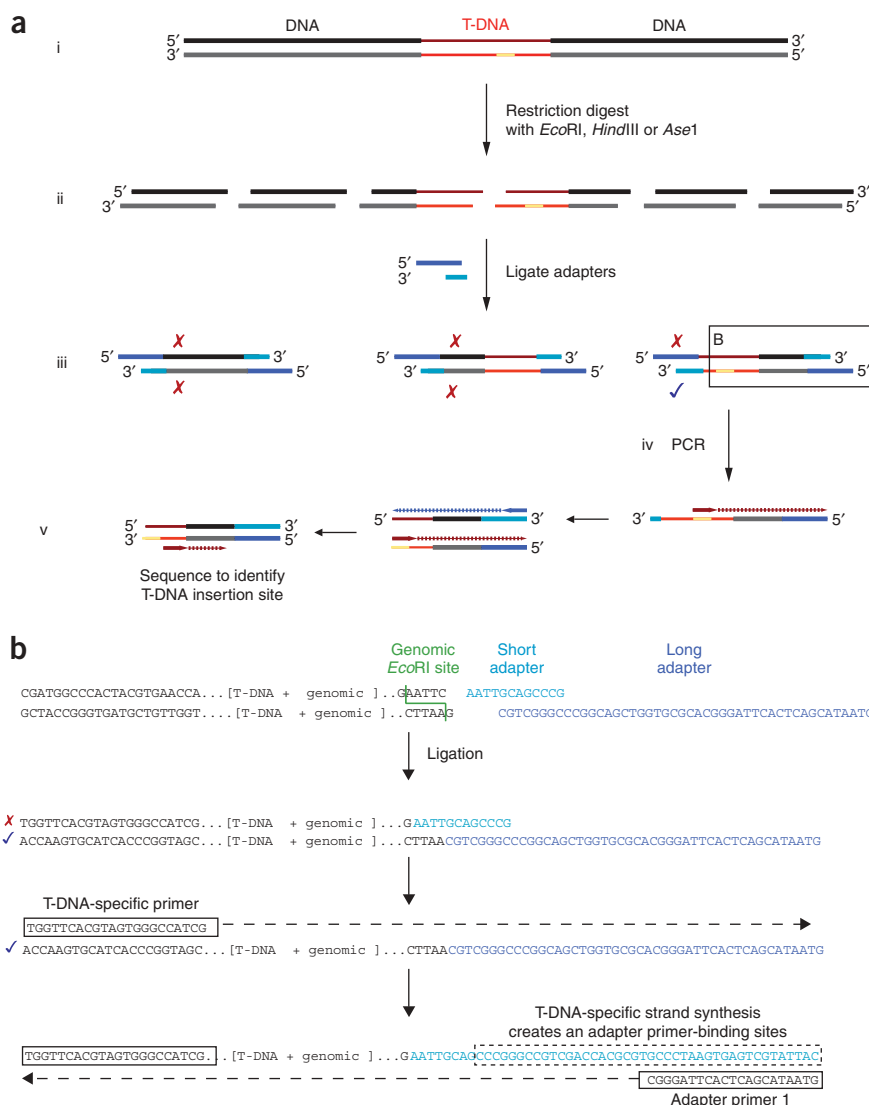 a
DNA T-DNA DNA
5′ 3′
i
3′ 5′
Restriction digest
with EcoRI, HindIII or Ase1
ii
5′ 3′
3′ 5′
5′
3′
Ligate adapters
iii
✗ ✗ ✗ B
5′ 3′ 5′ 3′ 5′ 3′
3′ 5′ 3′ 5′ 3′ 5′
✗ ✗ ✓
iv PCR
v
5′ 3′ 5′ 3′ 3′ 5′
3′ 5′ 3′ 5′
Sequence to identify
T-DNA insertion site
b
Genomic
EcoRI site
Short
adapter
Long
adapter
CGATGGCCCACTACGTGAACCA...[T-DNA + genomic ]..GAATTC AATTGCAGCCCG
GCTACCGGGTGATGCTGTTGGT....[T-DNA + genomic ]..CTTAAG CGTCGGGCCCGGCAGCTGGTGCGCACGGGATTCACTCAGCATAATG
Ligation
✗ TGGTTCACGTAGTGGGCCATCG...[T-DNA + genomic ]...GAATTGCAGCCCG
✓ ACCAAGTGCATCACCCGGTAGC...[T-DNA + genomic ]...CTTAACGTCGGGCCCGGCAGCTGGTGCGCACGGGATTCACTCAGCATAATG
T-DNA-specific primer
TGGTTCACGTAGTGGGCCATCG
✓ ACCAAGTGCATCACCCGGTAGC...[T-DNA + genomic ]...CTTAACGTCGGGCCCGGCAGCTGGTGCGCACGGGATTCACTCAGCATAATG
T-DNA-specific strand synthesis
creates an adapter primer-binding sites
TGGTTCACGTAGTGGGCCATCG...[T-DNA + genomic ]...GAATTGCAGCCCGGGCCGTCGACCACGCGTGCCCTAAGTGAGTCGTATTAC
CGGGATTCACTCAGCATAATG
Adapter primer 1